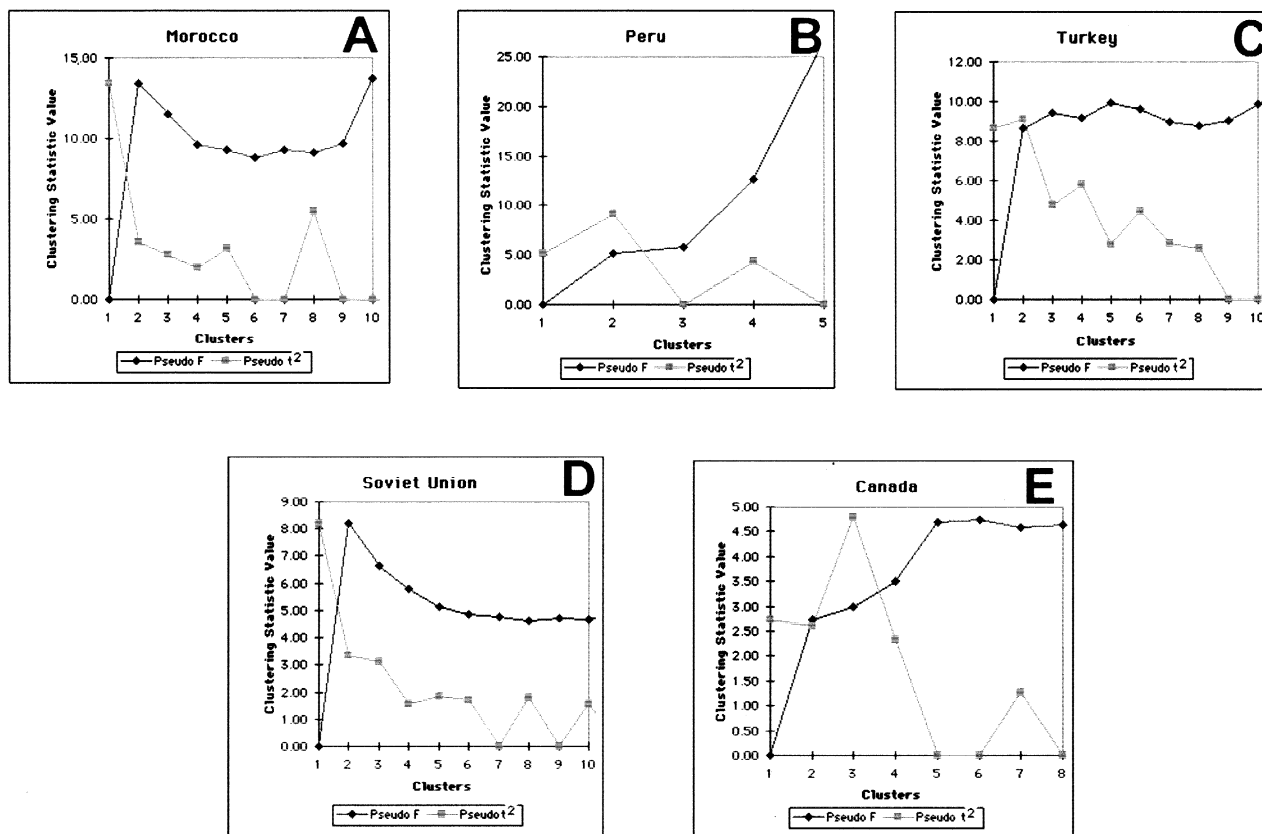 Morocco
A
Clustering Statistic Value
15.00
10.00
5.00
0.00
1 2 3 4 5 6 7 8 9 10
Clusters
Pseudo F Pseudo t2
Peru
B
Clustering Statistic Value
25.00
20.00
15.00
10.00
5.00
0.00
1 2 3 4 5
Clusters
Pseudo F Pseudo t2
Turkey
C
Clustering Statistic Value
12.00
10.00
8.00
6.00
4.00
2.00
0.00
1 2 3 4 5 6 7 8 9 10
Clusters
Pseudo F Pseudo t2
Soviet Union
D
Clustering Statistic Value
9.00
8.00
7.00
6.00
5.00
4.00
3.00
2.00
1.00
0.00
1 2 3 4 5 6 7 8 9 10
Clusters
Pseudo F Pseudo t2
Canada
E
Clustering Statistic Value
5.00
4.50
4.00
3.50
3.00
2.50
2.00
1.50
1.00
0.50
0.00
1 2 3 4 5 6 7 8
Clusters
Pseudo F Pseudo t2